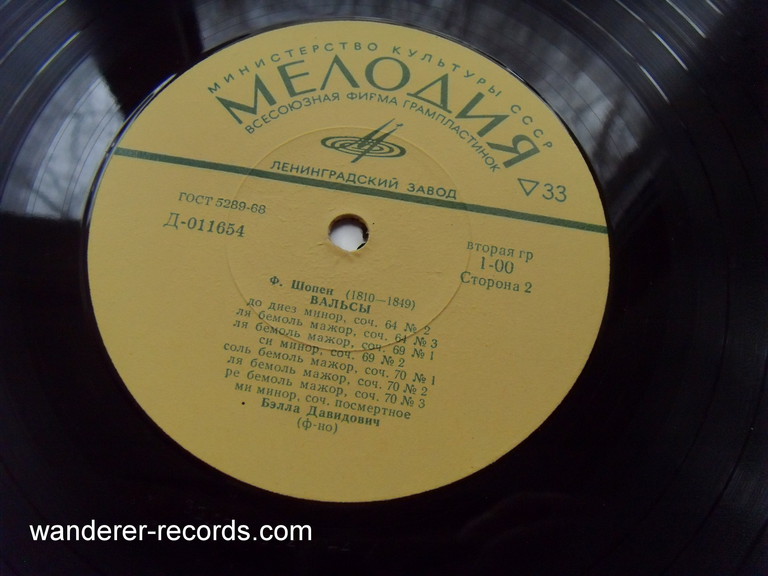 МИНИСТЕРСТВО КУЛЬТУРЫ СССР
МЕЛОДИЯ
ВСЕСОЮЗНАЯ ФИРМА ГРАМПЛАСТИНОК
ЛЕНИНГРАДСКИЙ ЗАВОД
33
ГОСТ 5289-68
Д-011654
вторая гр
1-00
Сторона 2
Ф. Шопен (1810—1849)
ВАЛЬСЫ
до диез минор, соч. 64 № 2
ля бемоль мажор, соч. 64 № 3
ля бемоль мажор, соч. 69 № 1
си минор, соч. 69 № 2
соль бемоль мажор, соч. 70 № 1
ля бемоль мажор, соч. 70 № 2
ре бемоль мажор, соч. 70 № 3
ми минор, соч. посмертное
Бэлла Давидович
(ф-но)
wanderer-records.com